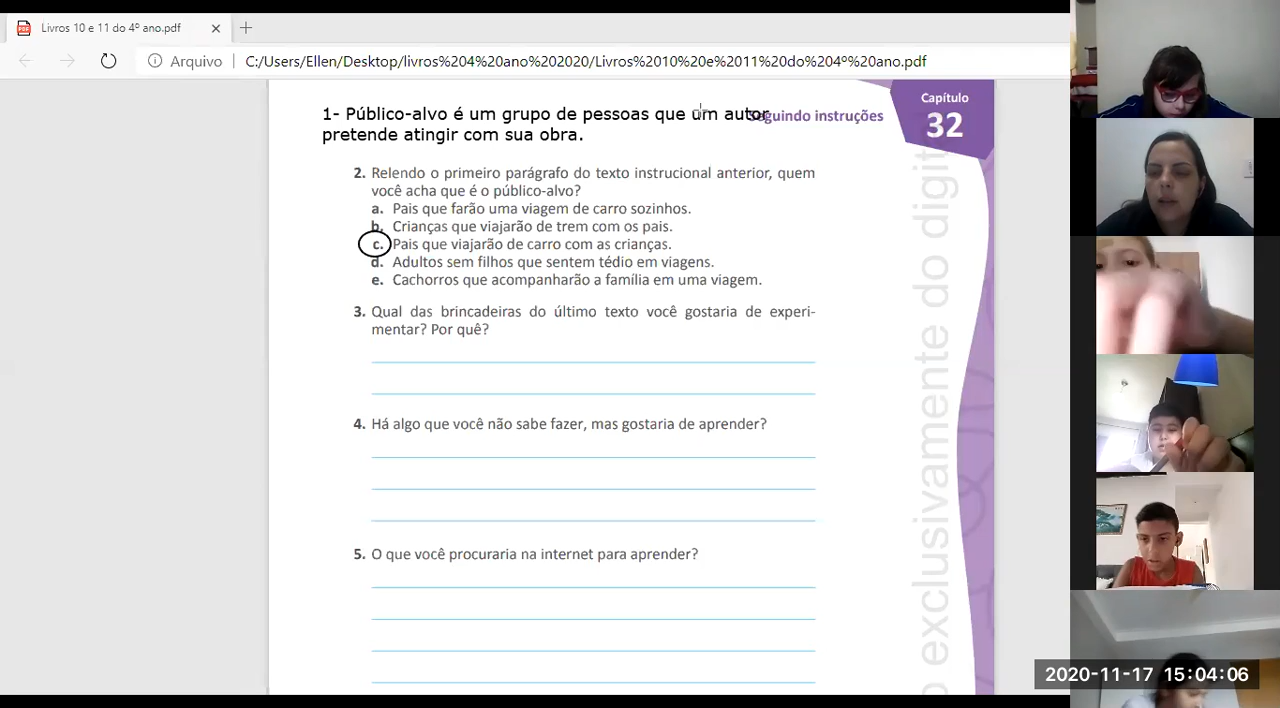 Livros 10 e 11 do 4º ano.pdf
Arquivo
C:/Users/Ellen/Desktop/livros%204%20ano%202020/Livros%2010%20e%2011%20do%204º%20ano.pdf
Capítulo
32
Seguindo instruções
1- Público-alvo é um grupo de pessoas que um autor
pretende atingir com sua obra.
2. Relendo o primeiro parágrafo do texto instrucional anterior, quem
você acha que é o público-alvo?
a. Pais que farão uma viagem de carro sozinhos.
b. Crianças que viajarão de trem com os pais.
c. Pais que viajarão de carro com as crianças.
d. Adultos sem filhos que sentem tédio em viagens.
e. Cachorros que acompanharão a família em uma viagem.
3. Qual das brincadeiras do último texto você gostaria de experi-
mentar? Por quê?
4. Há algo que você não sabe fazer, mas gostaria de aprender?
5. O que você procuraria na internet para aprender?
exclusivamente do digit
2020-11-17 15:04:06